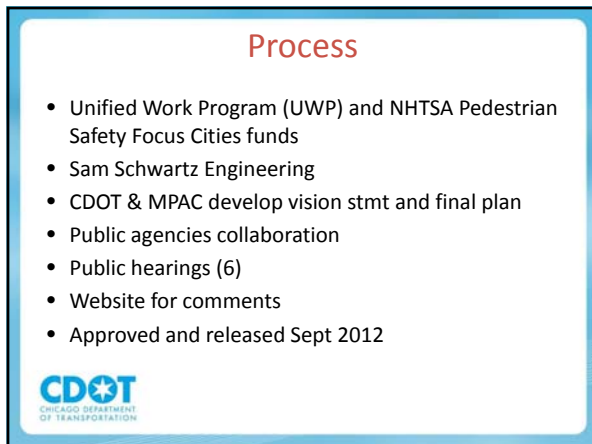 Process
• Unified Work Program (UWP) and NHTSA Pedestrian
Safety Focus Cities funds
• Sam Schwartz Engineering
• CDOT & MPAC develop vision stmt and final plan
• Public agencies collaboration
• Public hearings (6)
• Website for comments
• Approved and released Sept 2012
CDOT
CHICAGO DEPARTMENT
OF TRANSPORTATION